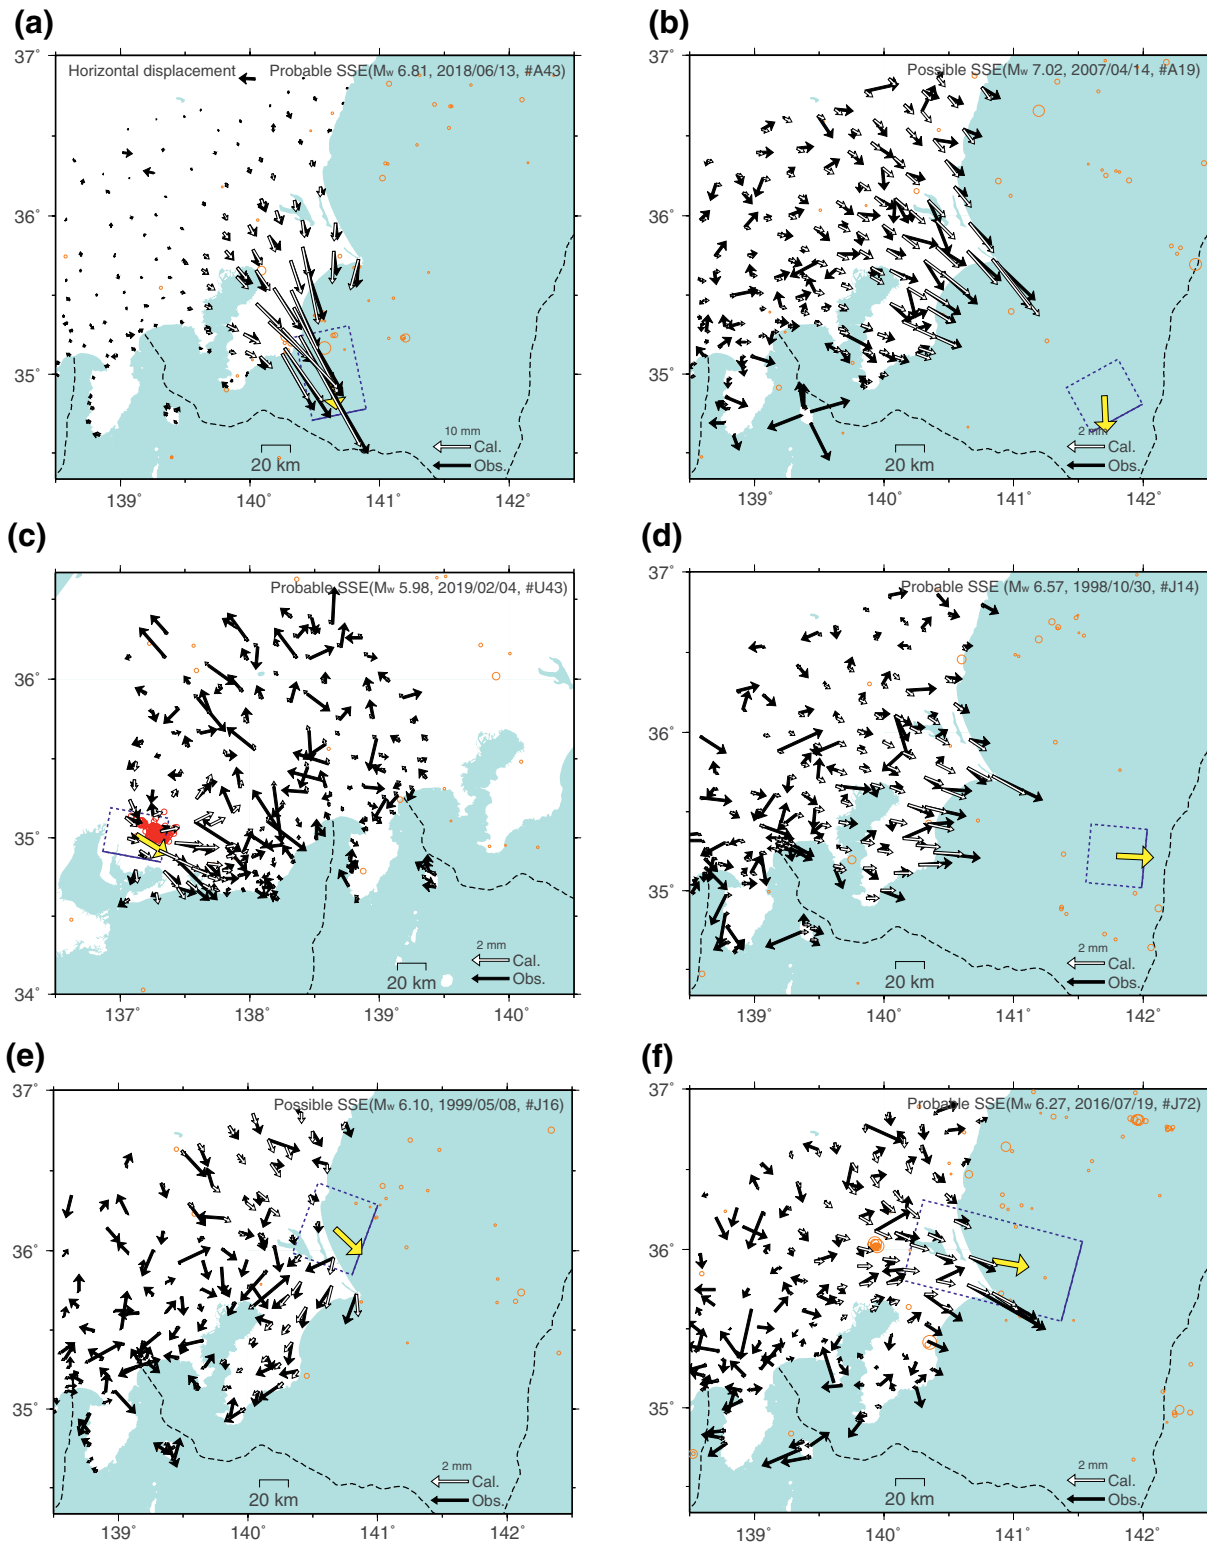 (a)
37°
Horizontal displacement
Probable SSE(Mw 6.81, 2018/06/13, #A43)
36°
35°
10 mm
Cal.
20 km
Obs.
139°
140°
141°
142°
(b)
37°
Possible SSE(Mw 7.02, 2007/04/14, #A19)
36°
35°
2 mm
Cal.
20 km
Obs.
139°
140°
141°
142°
(c)
Probable SSE(Mw 5.98, 2019/02/04, #U43)
36°
35°
2 mm
Cal.
20 km
Obs.
34°
137°
138°
139°
140°
(d)
37°
Probable SSE(Mw 6.57, 1998/10/30, #J14)
36°
35°
2 mm
Cal.
20 km
Obs.
139°
140°
141°
142°
(e)
37°
Possible SSE(Mw 6.10, 1999/05/08, #J16)
36°
35°
2 mm
Cal.
20 km
Obs.
139°
140°
141°
142°
(f)
37°
Probable SSE(Mw 6.27, 2016/07/19, #J72)
36°
35°
2 mm
Cal.
20 km
Obs.
139°
140°
141°
142°